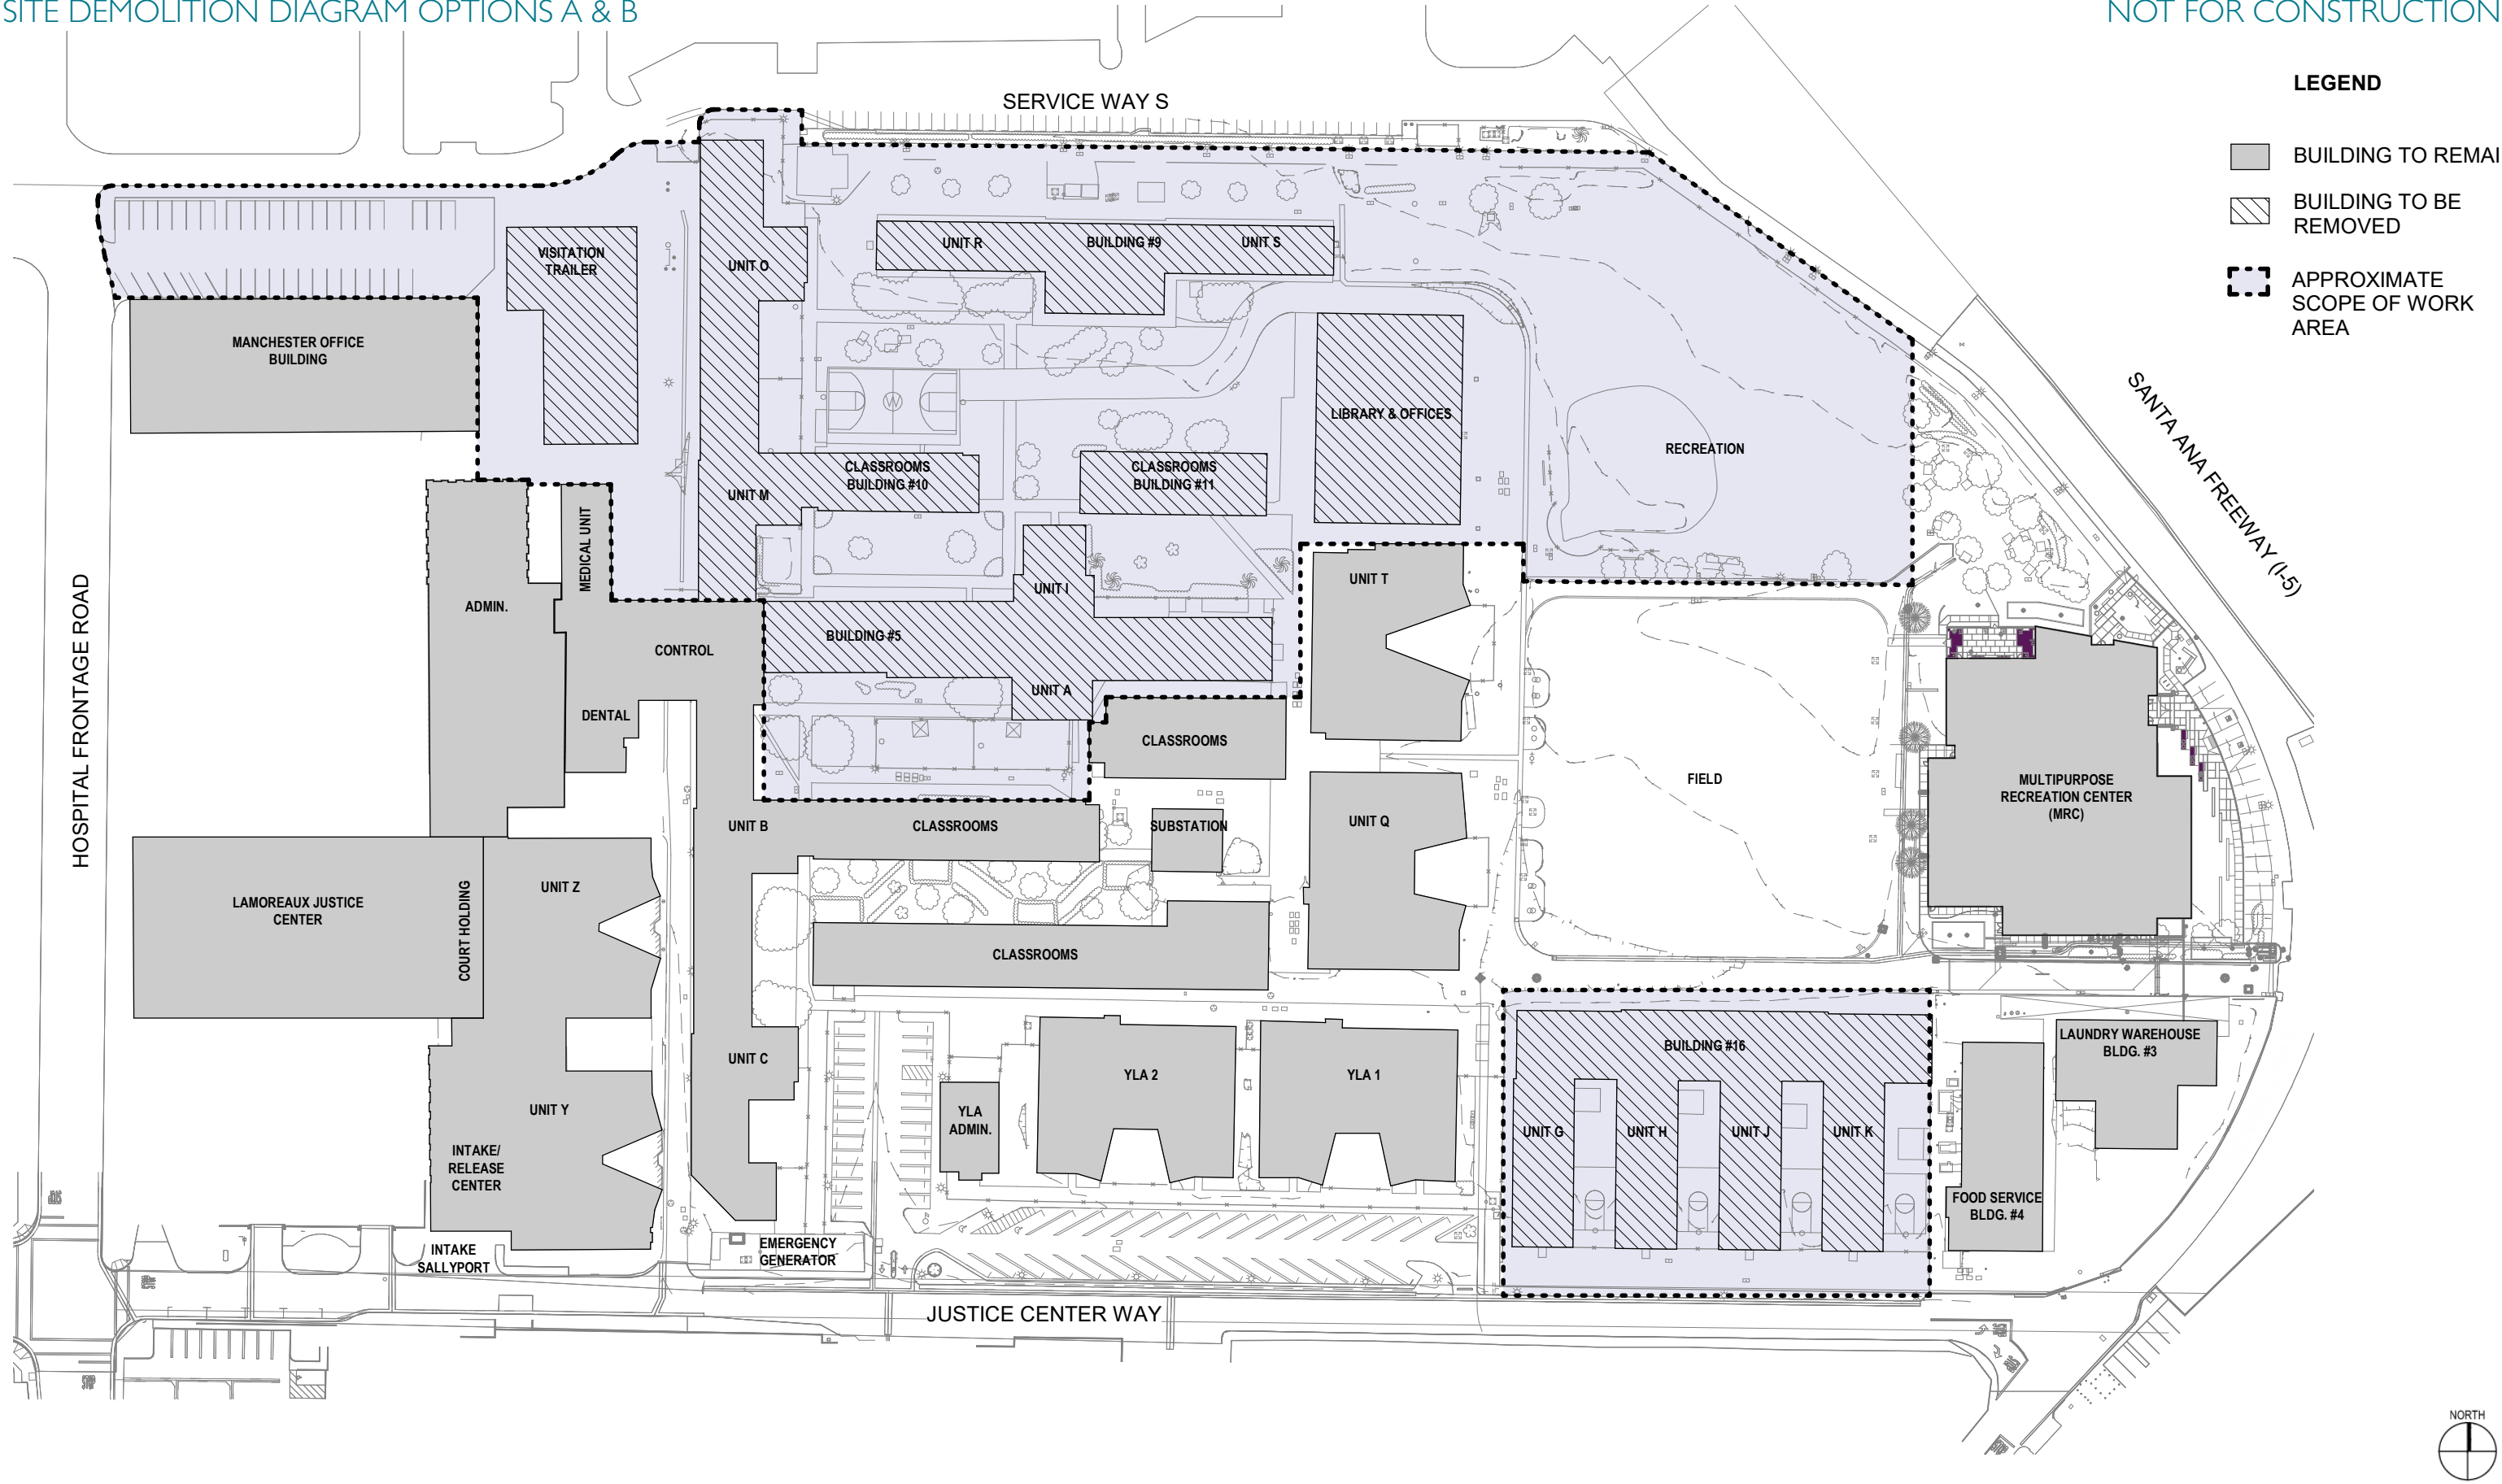 SITE DEMOLITION DIAGRAM OPTIONS A & B
NOT FOR CONSTRUCTION
LEGEND
BUILDING TO REMAI
BUILDING TO BE
REMOVED
APPROXIMATE
SCOPE OF WORK
AREA
SERVICE WAY S
SANTA ANA FREEWAY (I-5)
HOSPITAL FRONTAGE ROAD
JUSTICE CENTER WAY
VISITATION
TRAILER
UNIT O
UNIT R
BUILDING #9
UNIT S
MANCHESTER OFFICE
BUILDING
LIBRARY & OFFICES
RECREATION
CLASSROOMS
BUILDING #10
CLASSROOMS
BUILDING #11
UNIT M
MEDICAL UNIT
ADMIN.
UNIT I
UNIT T
BUILDING #5
CONTROL
UNIT A
DENTAL
CLASSROOMS
FIELD
MULTIPURPOSE
RECREATION CENTER
(MRC)
UNIT B
CLASSROOMS
SUBSTATION
UNIT Q
LAMOREAUX JUSTICE
CENTER
COURT HOLDING
UNIT Z
CLASSROOMS
UNIT C
UNIT Y
YLA
ADMIN.
YLA 2
YLA 1
BUILDING #16
UNIT G
UNIT H
UNIT J
UNIT K
LAUNDRY WAREHOUSE
BLDG. #3
FOOD SERVICE
BLDG. #4
INTAKE/
RELEASE
CENTER
INTAKE
SALLYPORT
EMERGENCY
GENERATOR
NORTH